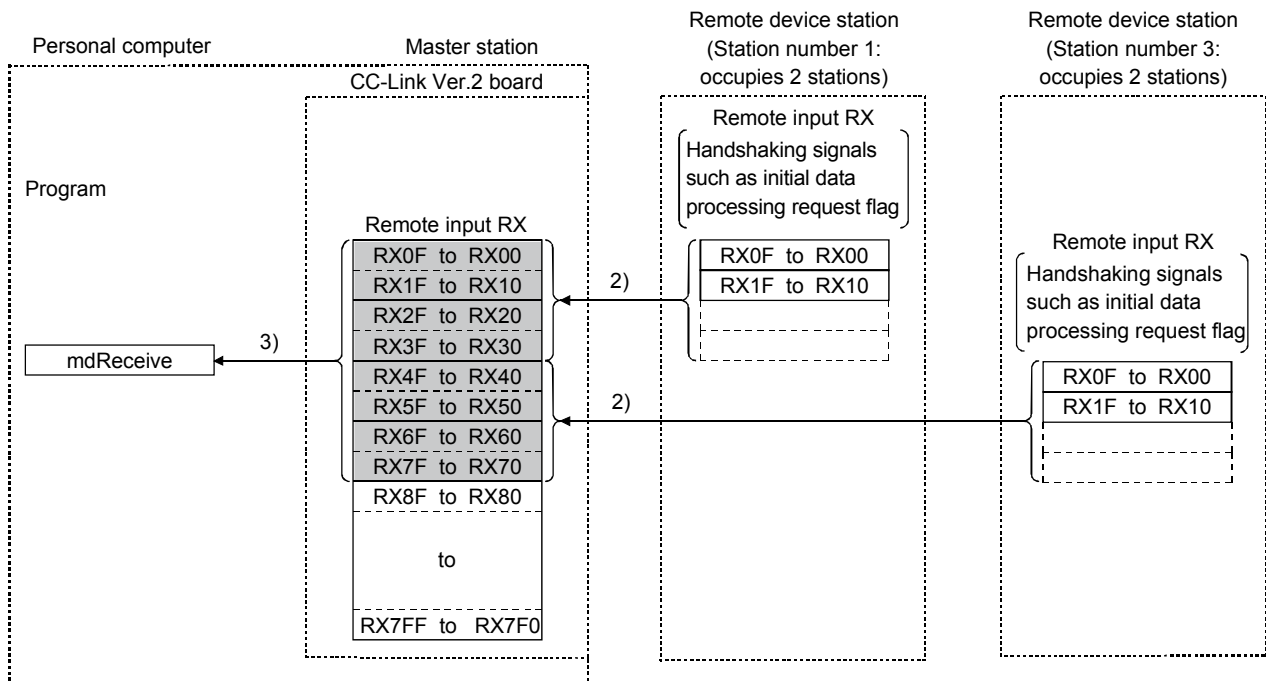 Personal computer
Master station
CC-Link Ver.2 board
Program
Remote input RX
RX0F to RX00
RX1F to RX10
RX2F to RX20
RX3F to RX30
RX4F to RX40
RX5F to RX50
RX6F to RX60
RX7F to RX70
RX8F to RX80
to
RX7FF to RX7F0
mdReceive
3)
2)
2)
Remote device station
(Station number 1:
occupies 2 stations)
Remote input RX
Handshaking signals
such as initial data
processing request flag
RX0F to RX00
RX1F to RX10
Remote device station
(Station number 3:
occupies 2 stations)
Remote input RX
Handshaking signals
such as initial data
processing request flag
RX0F to RX00
RX1F to RX10